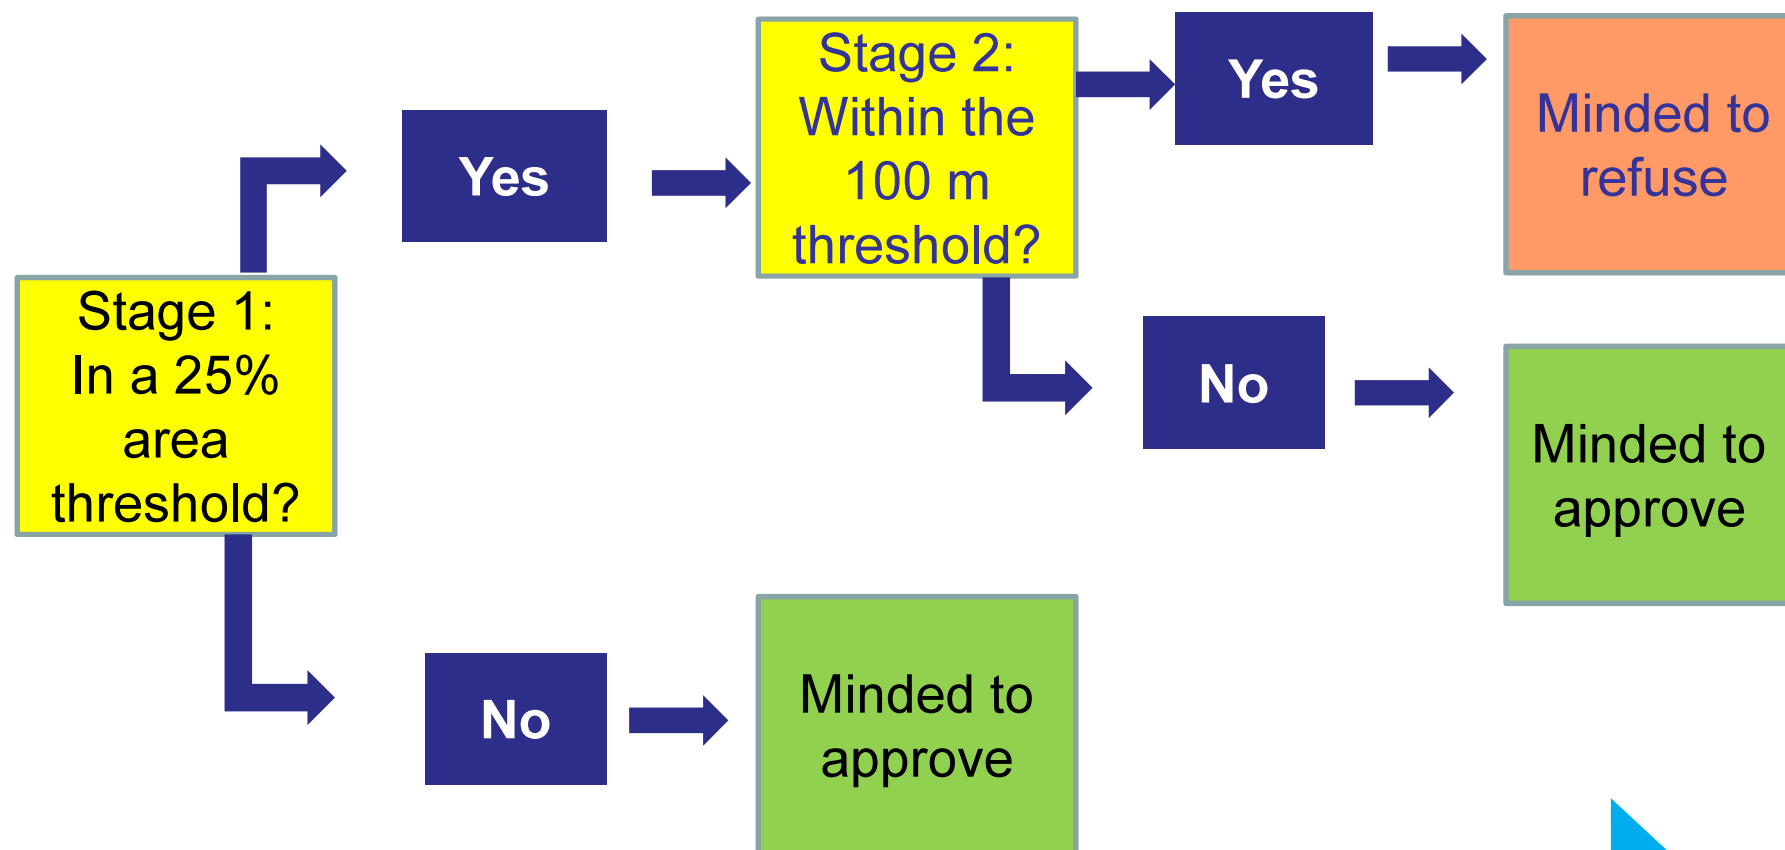 Stage 1:
In a 25%
area
threshold?
Yes
Stage 2:
Within the
100 m
threshold?
Yes
Minded to
refuse
No
Minded to
approve
No
Minded to
approve